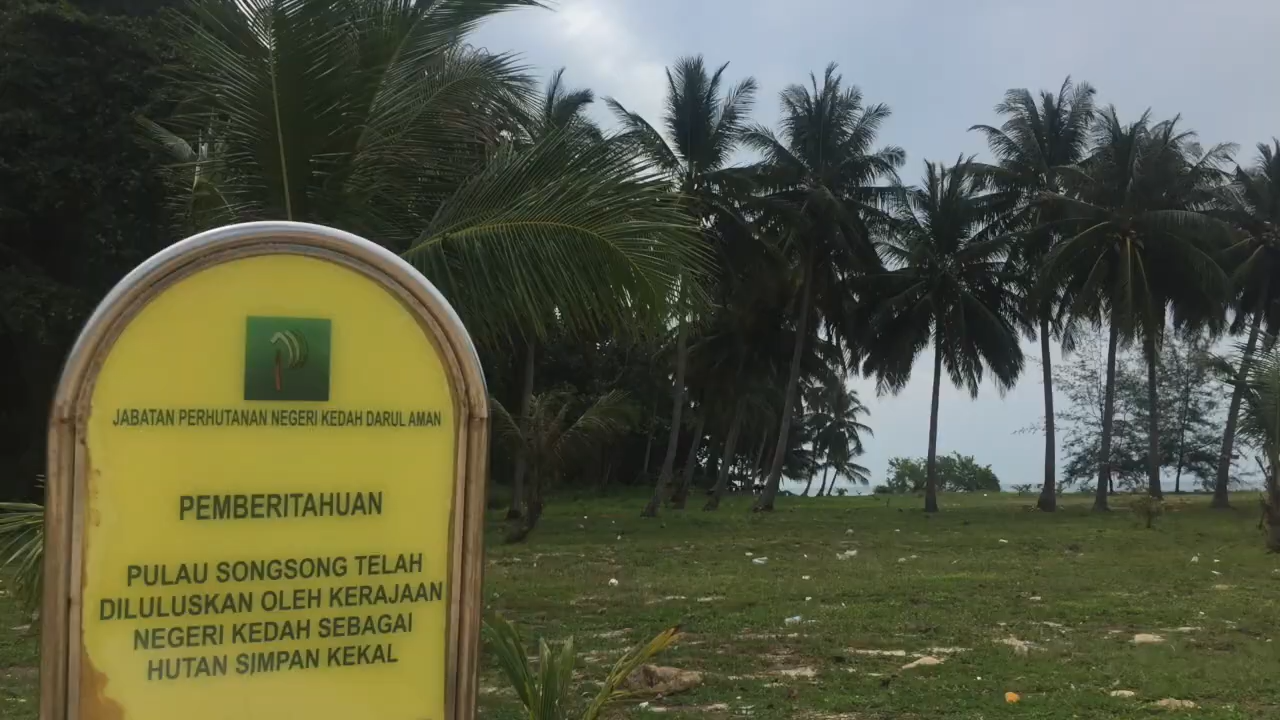 JABATAN PERHUTANAN NEGERI KEDAH DARUL AMAN
PEMBERITAHUAN
PULAU SONGSONG TELAH
DILULUSKAN OLEH KERAJAAN
NEGERI KEDAH SEBAGAI
HUTAN SIMPAN KEKAL